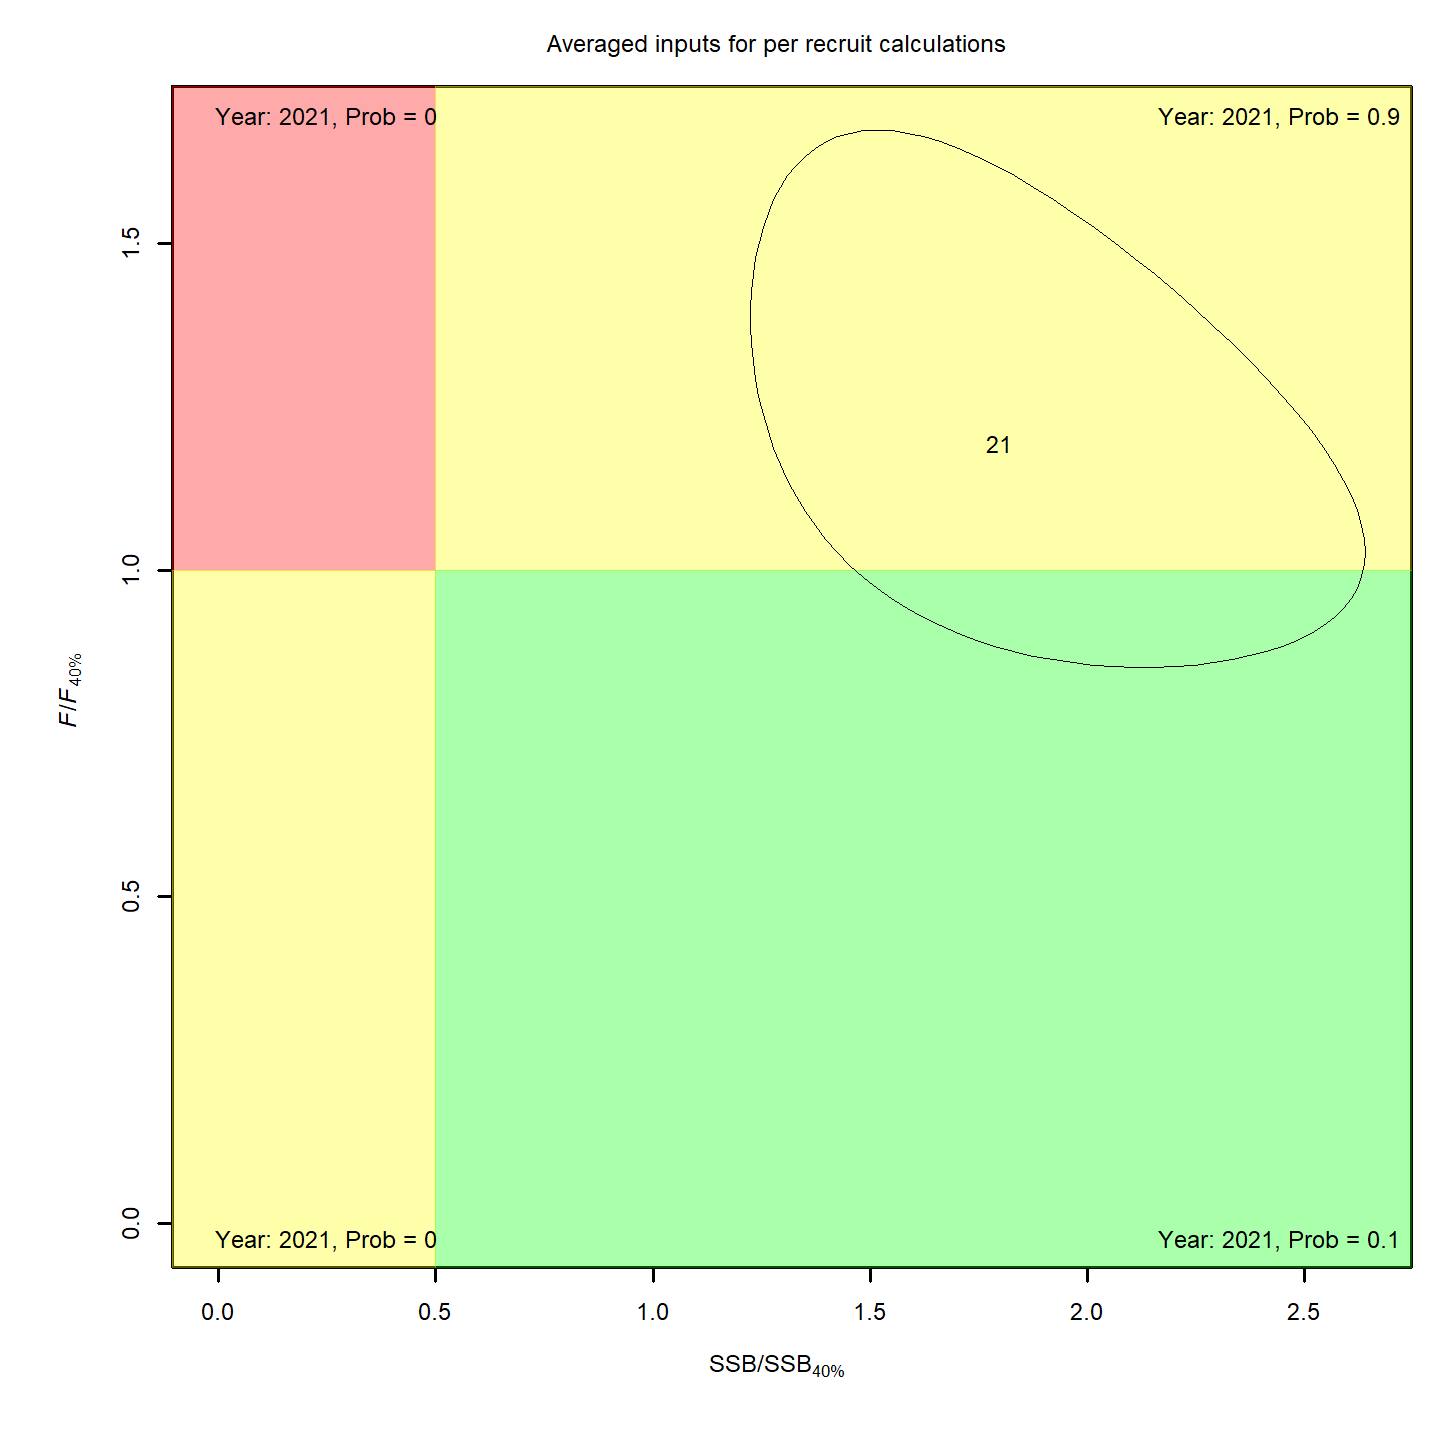 Averaged inputs for per recruit calculations
Year: 2021, Prob = 0
Year: 2021, Prob = 0.9
1.5
21
1.0
F/F40%
0.5
0.0
Year: 2021, Prob = 0
Year: 2021, Prob = 0.1
0.0 0.5 1.0 1.5 2.0 2.5
SSB/SSB40%